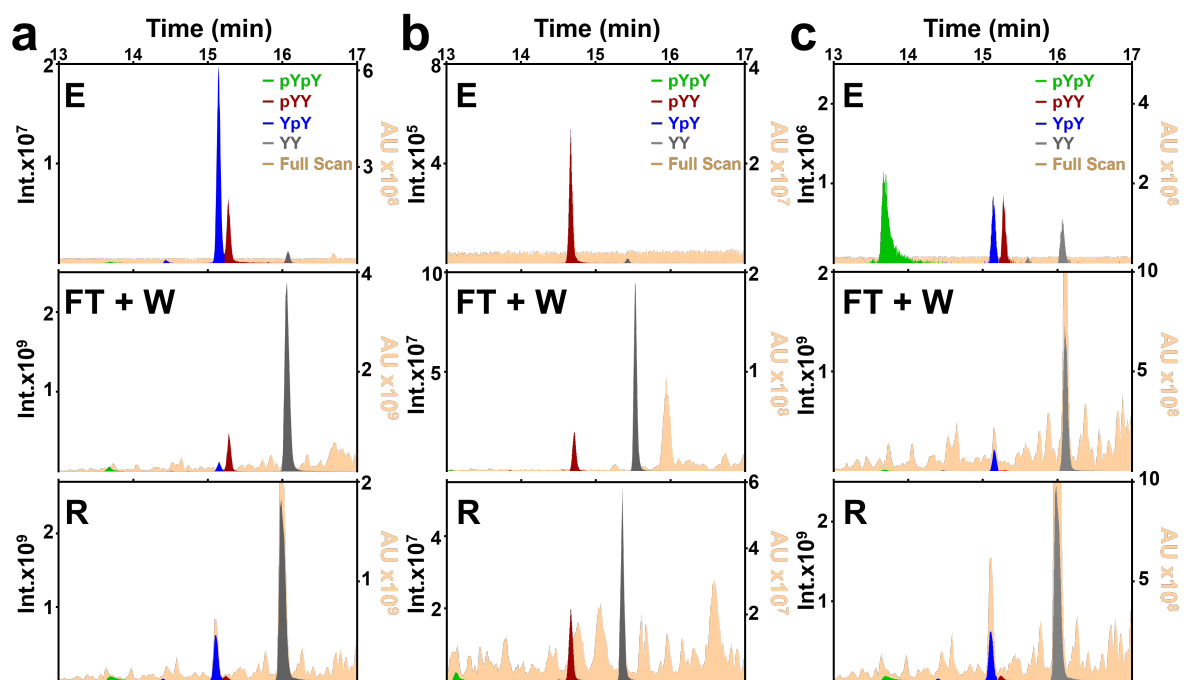 a
Time (min)
13 14 15 16 17
2
1
Int.x10⁷
E
pYpY
pYY
YpY
YY
Full Scan
6
3
AU x10⁸
2
1
Int.x10⁹
FT + W
4
2
AU x10⁹
2
1
Int.x10⁹
R
2
1
AU x10⁹
b
Time (min)
13 14 15 16 17
8
4
Int.x10⁵
E
pYpY
pYY
YpY
YY
Full Scan
4
2
AU x10⁷
10
5
Int.x10⁷
FT + W
2
1
AU x10⁸
4
2
Int.x10⁷
R
6
4
2
AU x10⁷
c
Time (min)
13 14 15 16 17
2
1
Int.x10⁶
E
pYpY
pYY
YpY
YY
Full Scan
4
2
AU x10⁸
2
1
Int.x10⁹
FT + W
10
5
AU x10⁸
2
1
Int.x10⁹
R
10
5
AU x10⁸